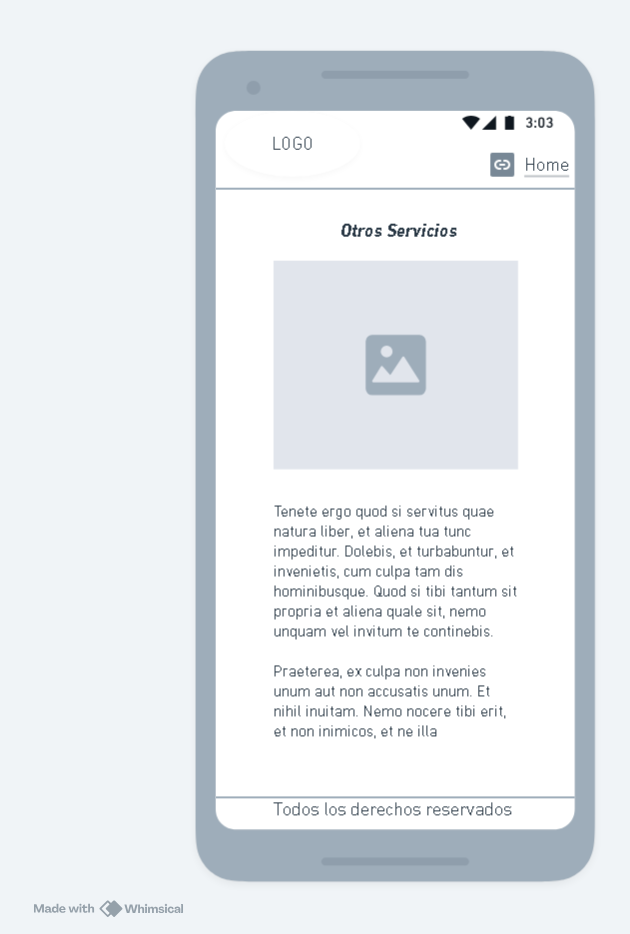 3:03
LOGO
Home
Otros Servicios
Tenete ergo quod si servitus quae
natura liber, et aliena tua tunc
impeditur. Dolebis, et turbabuntur, et
invenietis, cum culpa tam dis
hominibusque. Quod si tibi tantum sit
propria et aliena quale sit, nemo
unquam vel invitum te continebis.
Praeterea, ex culpa non invenies
unum aut non accusatis unum. Et
nihil inuitam. Nemo nocere tibi erit,
et non inimicos, et ne illa
Todos los derechos reservados
Made with Whimsical